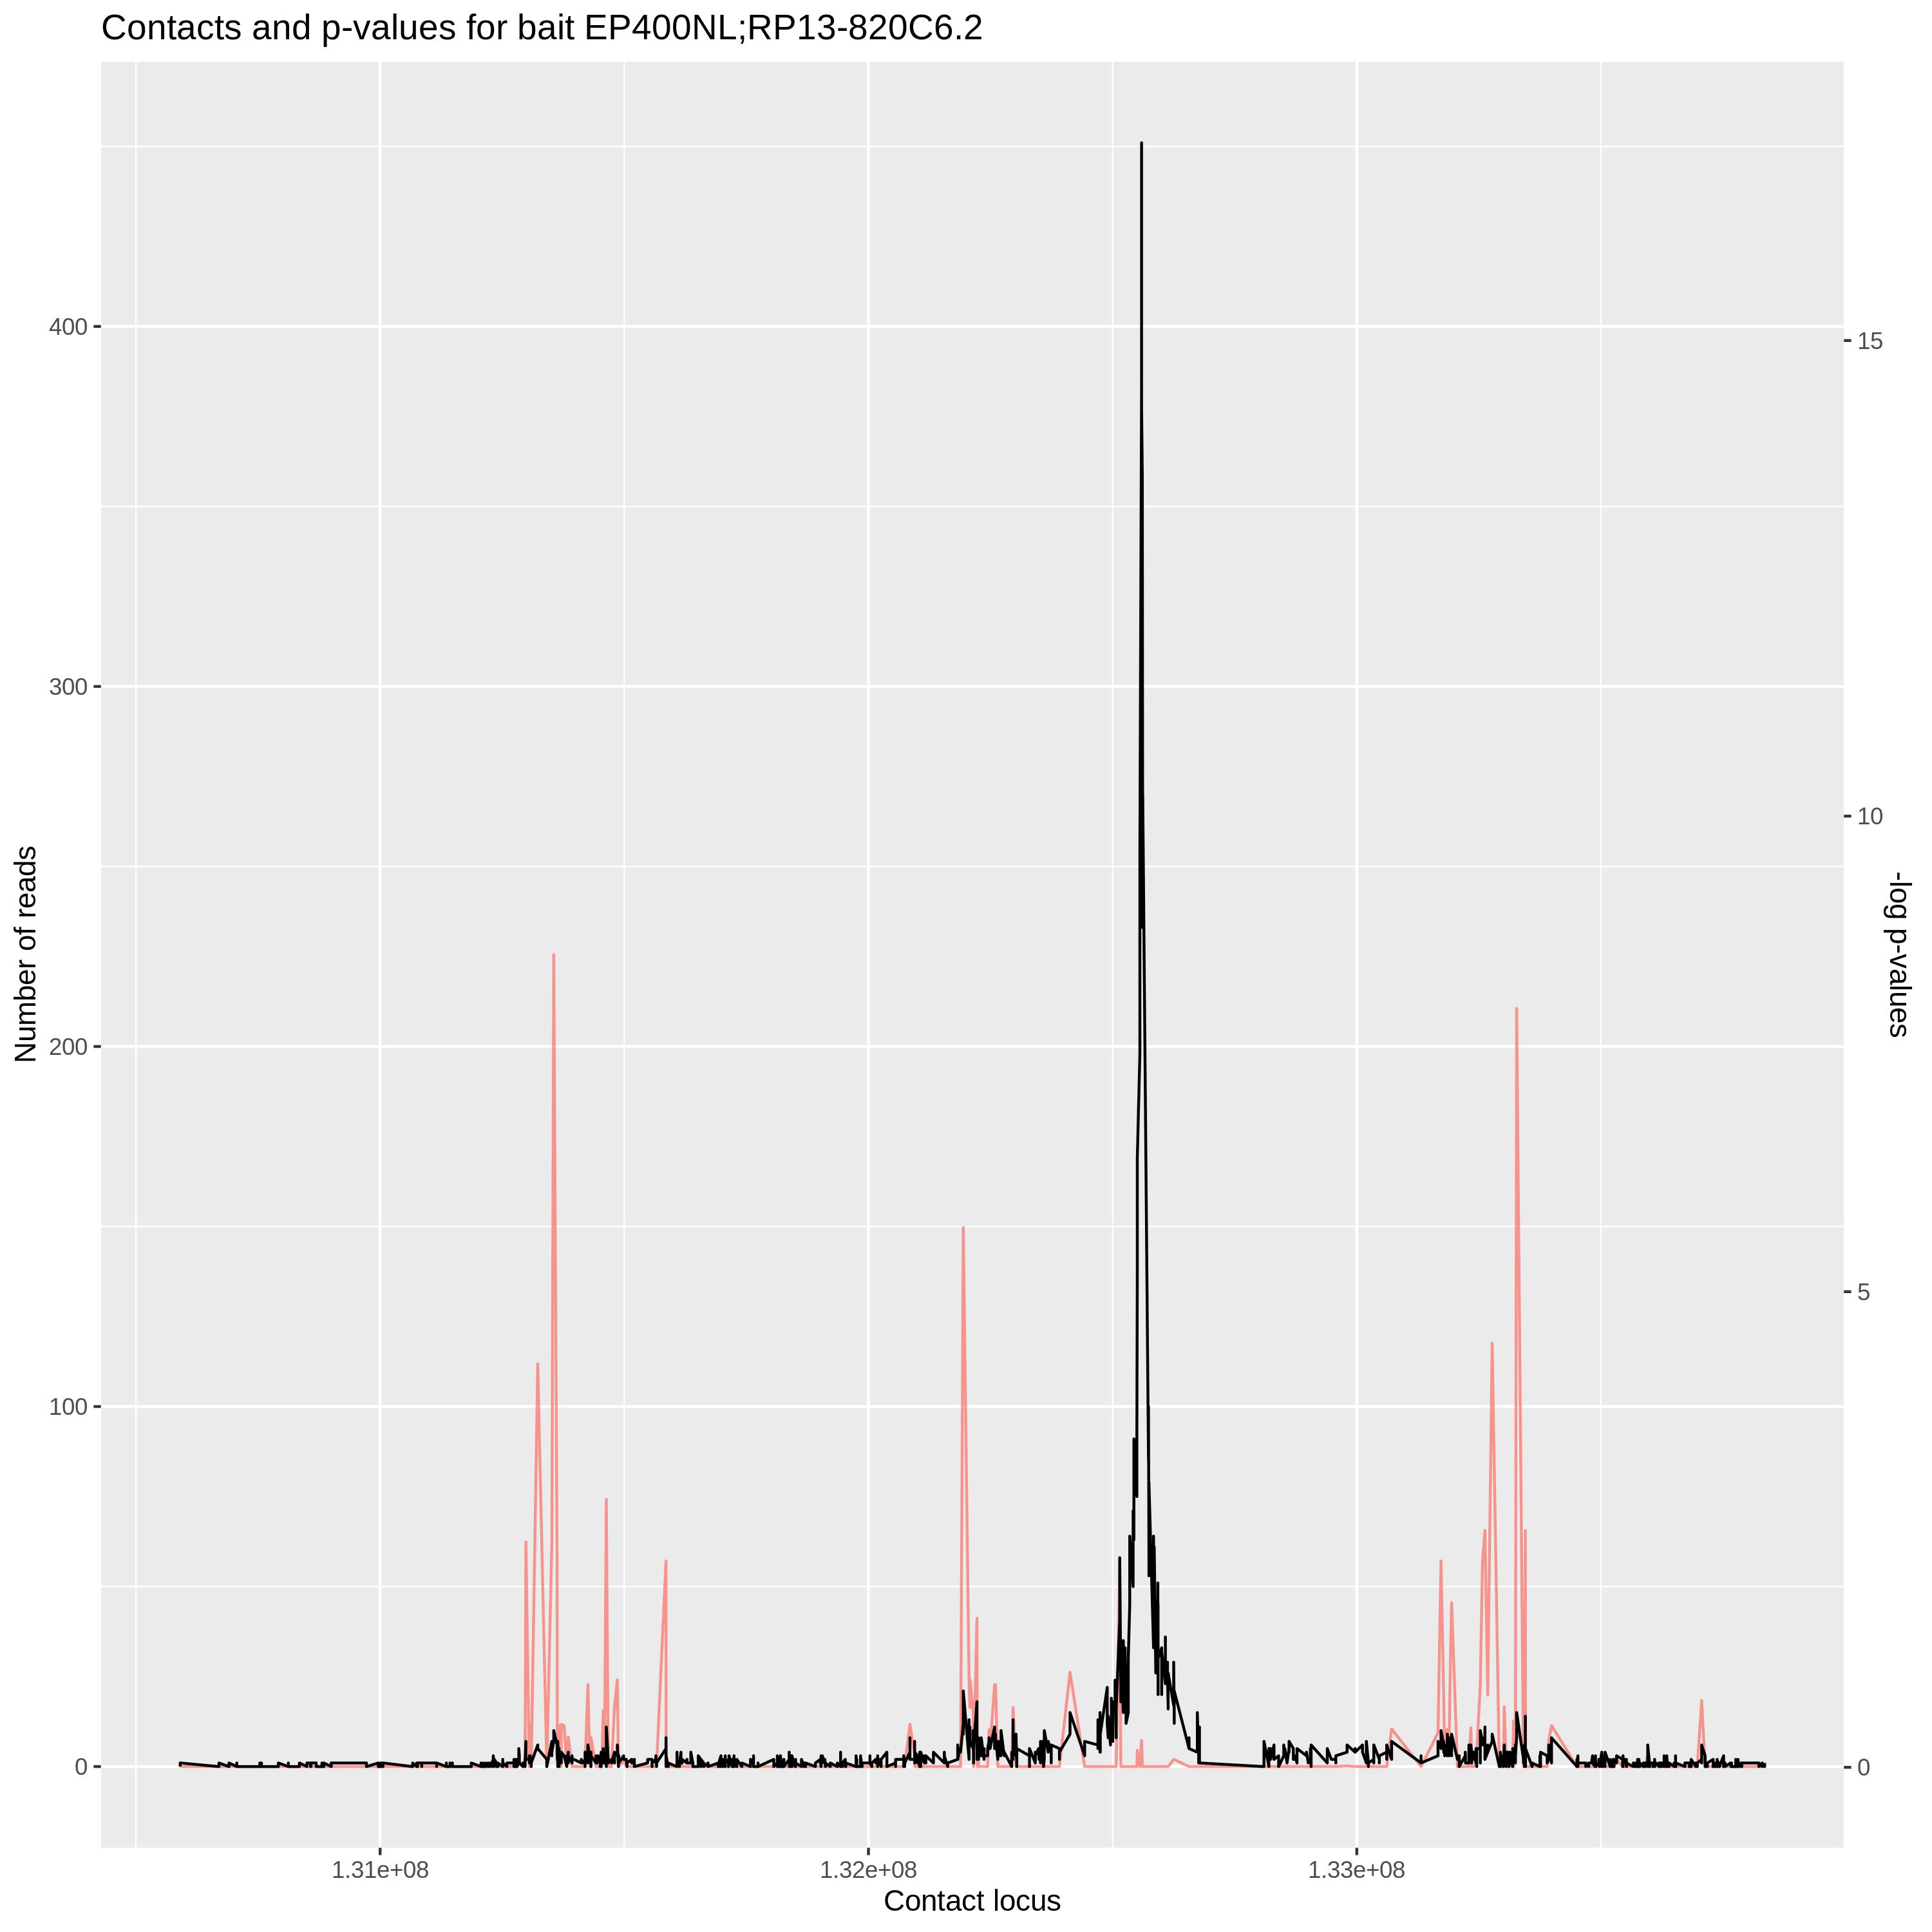 Contacts and p-values for bait EP400NL;RP13-820C6.2
Number of reads
400
300
200
100
0
15
10
5
0
-log p-values
1.31e+08
1.32e+08
1.33e+08
Contact locus